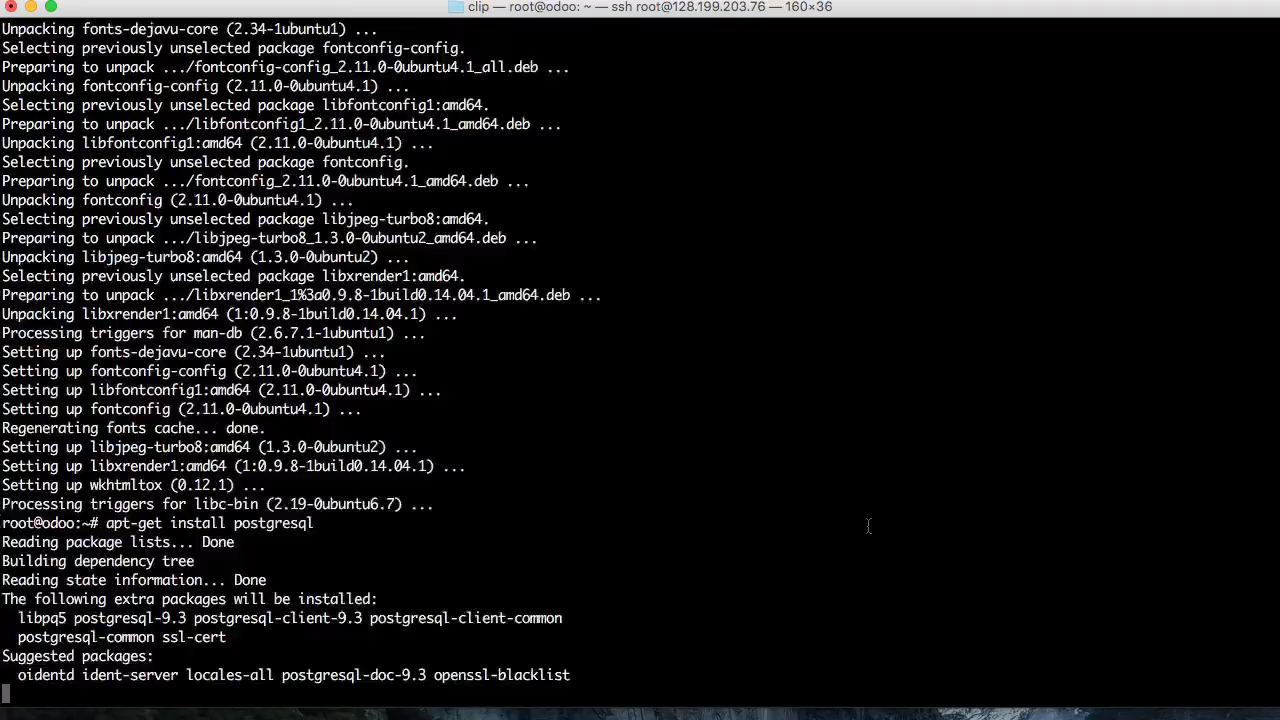 clip — root@odoo: ~ — ssh root@128.199.203.76 — 160×36
Unpacking fonts-dejavu-core (2.34-1ubuntu1) ...
Selecting previously unselected package fontconfig-config.
Preparing to unpack .../fontconfig-config_2.11.0-0ubuntu4.1_all.deb ...
Unpacking fontconfig-config (2.11.0-0ubuntu4.1) ...
Selecting previously unselected package libfontconfig1:amd64.
Preparing to unpack .../libfontconfig1_2.11.0-0ubuntu4.1_amd64.deb ...
Unpacking libfontconfig1:amd64 (2.11.0-0ubuntu4.1) ...
Selecting previously unselected package fontconfig.
Preparing to unpack .../fontconfig_2.11.0-0ubuntu4.1_amd64.deb ...
Unpacking fontconfig (2.11.0-0ubuntu4.1) ...
Selecting previously unselected package libjpeg-turbo8:amd64.
Preparing to unpack .../libjpeg-turbo8_1.3.0-0ubuntu2_amd64.deb ...
Unpacking libjpeg-turbo8:amd64 (1.3.0-0ubuntu2) ...
Selecting previously unselected package libxrender1:amd64.
Preparing to unpack .../libxrender1_1%3a0.9.8-1build0.14.04.1_amd64.deb ...
Unpacking libxrender1:amd64 (1:0.9.8-1build0.14.04.1) ...
Processing triggers for man-db (2.6.7.1-1ubuntu1) ...
Setting up fonts-dejavu-core (2.34-1ubuntu1) ...
Setting up fontconfig-config (2.11.0-0ubuntu4.1) ...
Setting up libfontconfig1:amd64 (2.11.0-0ubuntu4.1) ...
Setting up fontconfig (2.11.0-0ubuntu4.1) ...
Regenerating fonts cache... done.
Setting up libjpeg-turbo8:amd64 (1.3.0-0ubuntu2) ...
Setting up libxrender1:amd64 (1:0.9.8-1build0.14.04.1) ...
Setting up wkhtmltox (0.12.1) ...
Processing triggers for libc-bin (2.19-0ubuntu6.7) ...
root@odoo:~# apt-get install postgresql
Reading package lists... Done
Building dependency tree
Reading state information... Done
The following extra packages will be installed:
  libpq5 postgresql-9.3 postgresql-client-9.3 postgresql-client-common
  postgresql-common ssl-cert
Suggested packages:
  oidentd ident-server locales-all postgresql-doc-9.3 openssl-blacklist